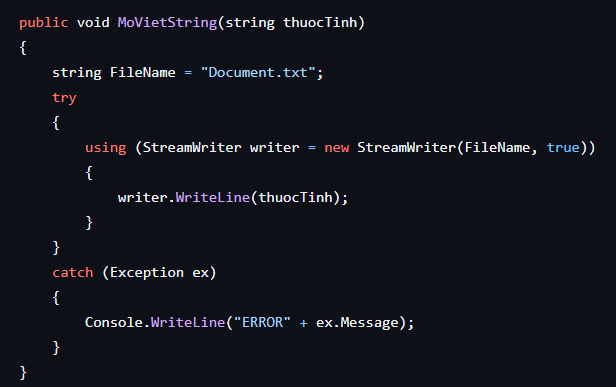 public void MoVietString(string thuocTinh)
{
    string FileName = "Document.txt";
    try
    {
        using (StreamWriter writer = new StreamWriter(FileName, true))
        {
            writer.WriteLine(thuocTinh);
        }
    }
    catch (Exception ex)
    {
        Console.WriteLine("ERROR" + ex.Message);
    }
}